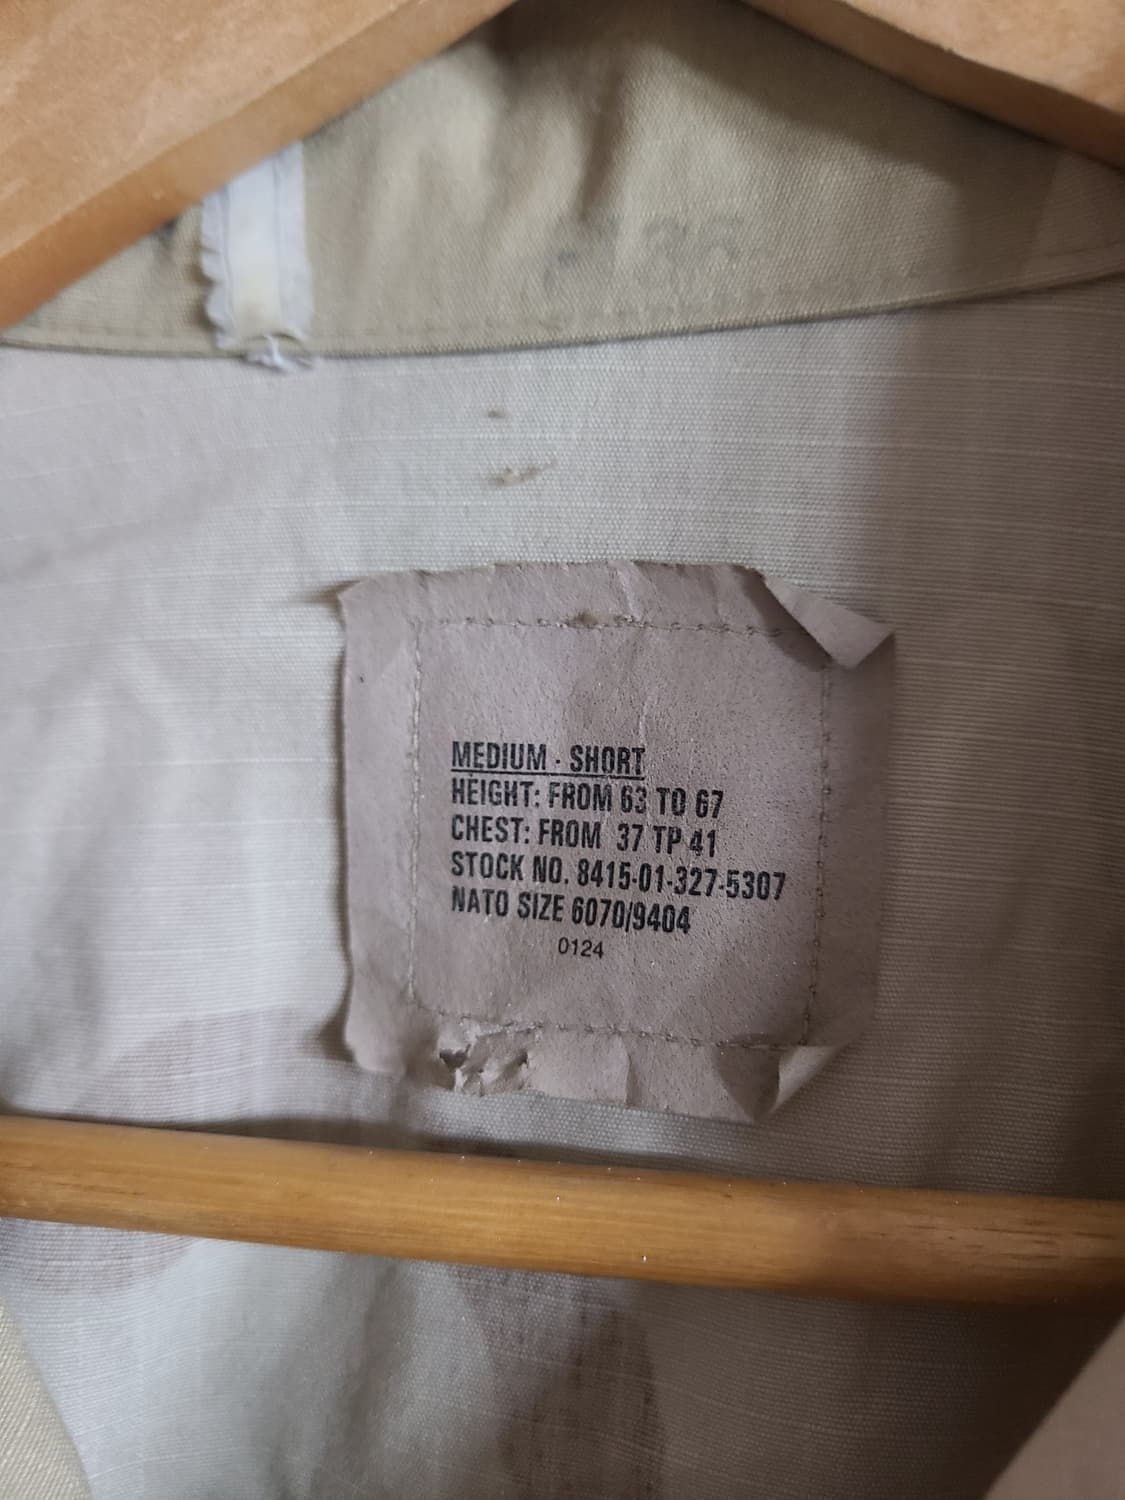 MEDIUM - SHORT
HEIGHT: FROM 63 TO 67
CHEST: FROM 37 TP 41
STOCK NO. 8415-01-327-5307
NATO SIZE 6070/9404
0124